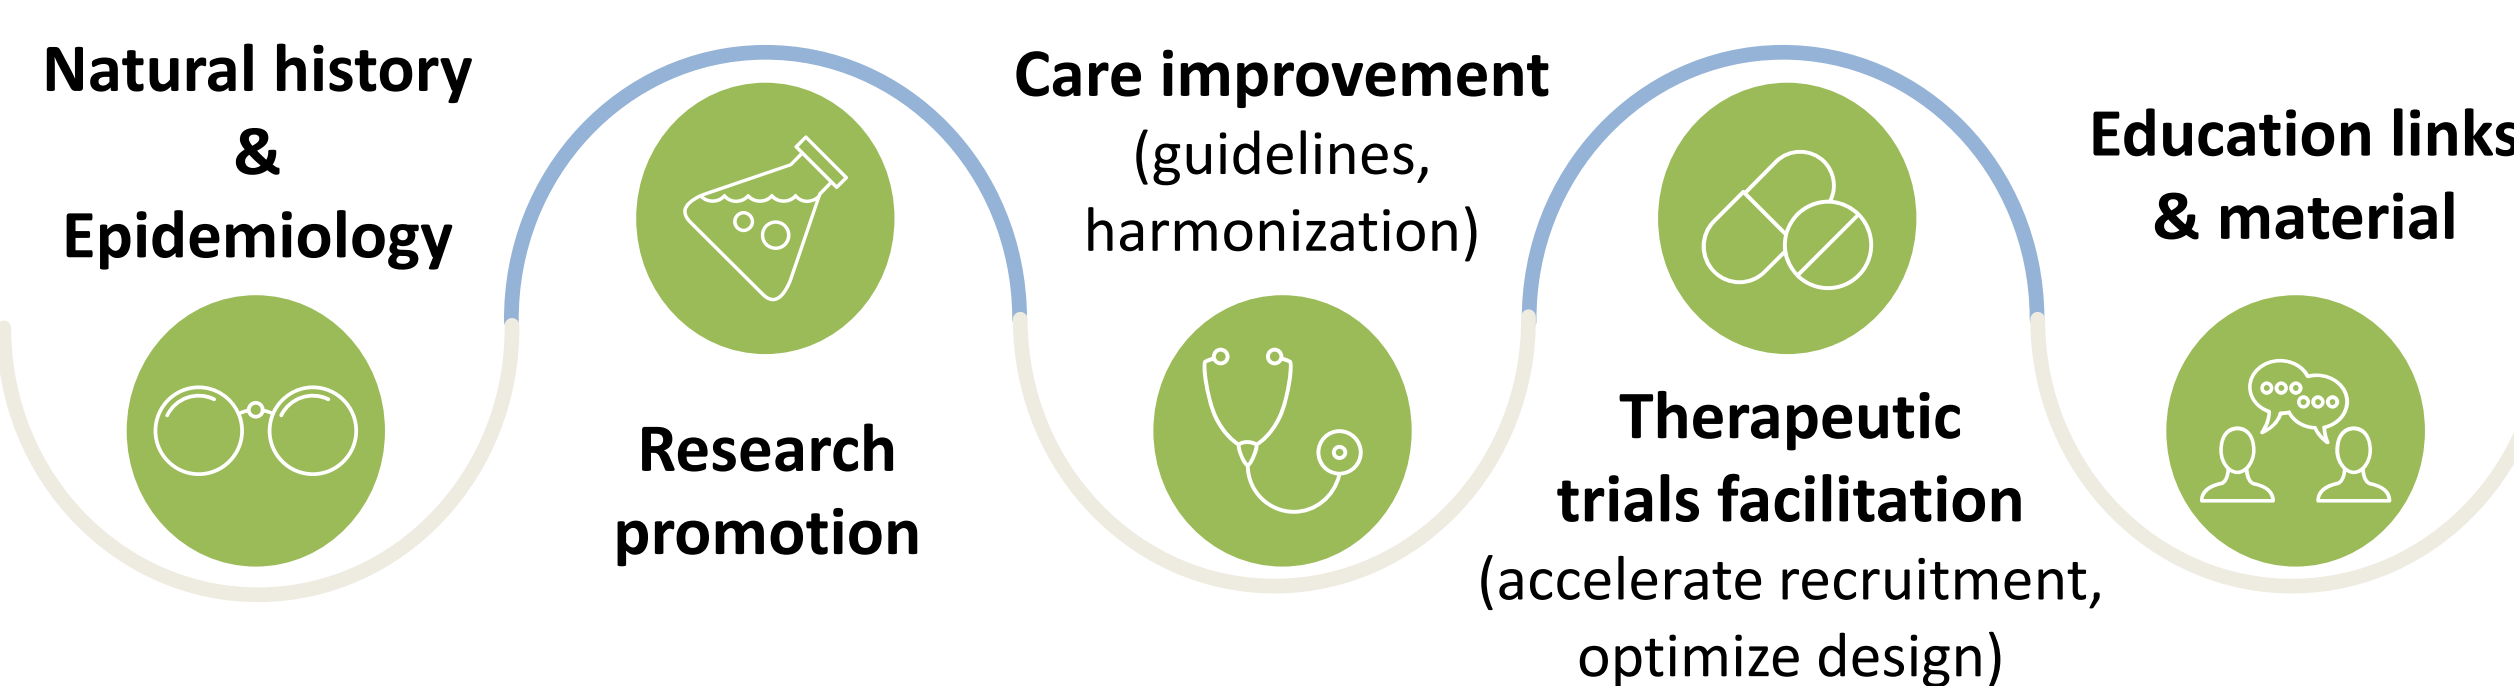 Natural history
&
Epidemiology
Research
promotion
Care improvement
(guidelines,
harmonization)
Therapeutic
trials facilitation
(accelerate recruitment,
optimize design)
Education links
& material